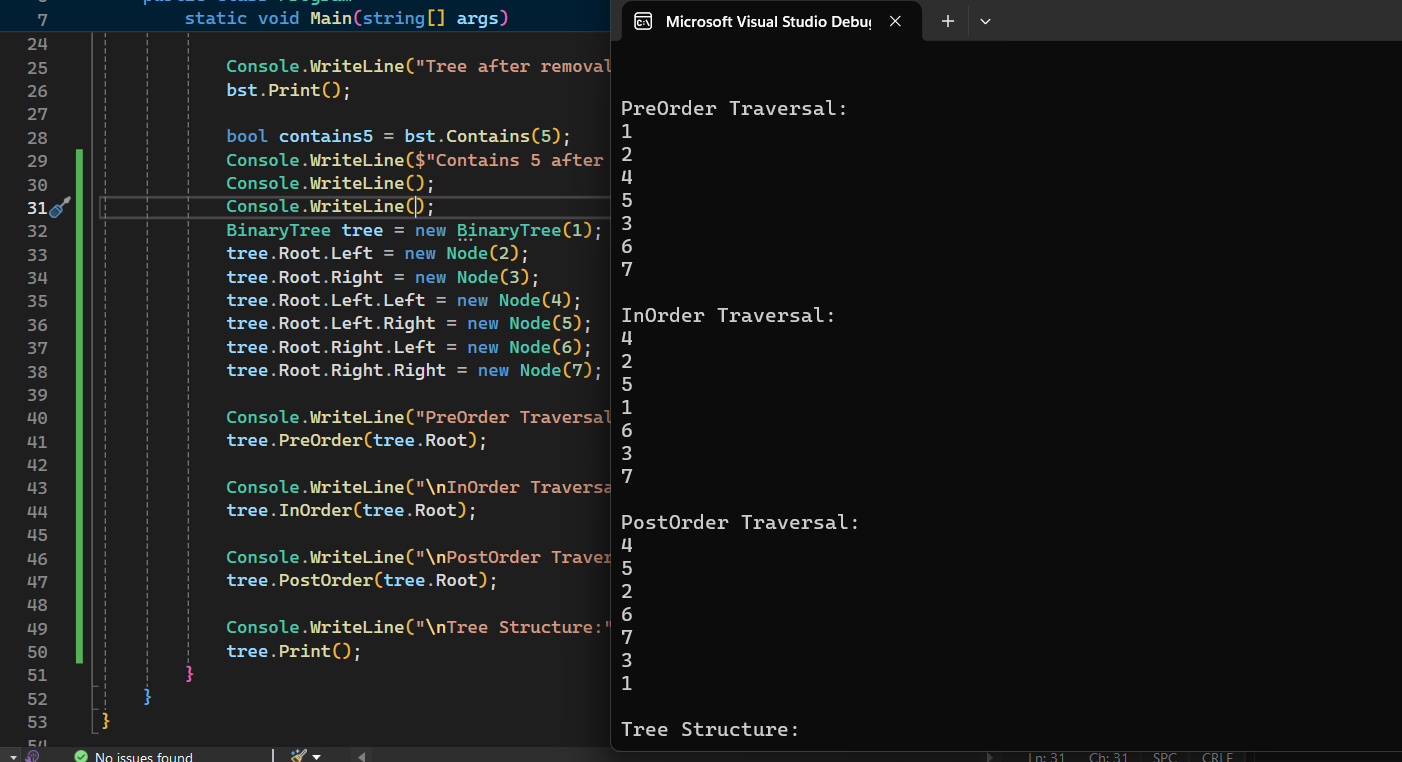 public class Program
7 static void Main(string[] args)
24
25 Console.WriteLine("Tree after removal
26 bst.Print();
27
28 bool contains5 = bst.Contains(5);
29 Console.WriteLine($"Contains 5 after
30 Console.WriteLine();
31 Console.WriteLine();
32 BinaryTree tree = new BinaryTree(1);
33 tree.Root.Left = new Node(2);
34 tree.Root.Right = new Node(3);
35 tree.Root.Left.Left = new Node(4);
36 tree.Root.Left.Right = new Node(5);
37 tree.Root.Right.Left = new Node(6);
38 tree.Root.Right.Right = new Node(7);
39
40 Console.WriteLine("PreOrder Traversal
41 tree.PreOrder(tree.Root);
42
43 Console.WriteLine("\nInOrder Traversa
44 tree.InOrder(tree.Root);
45
46 Console.WriteLine("\nPostOrder Traver
47 tree.PostOrder(tree.Root);
48
49 Console.WriteLine("\nTree Structure:"
50 tree.Print();
51 }
52 }
53 }
54
No issues found
Microsoft Visual Studio Debu
PreOrder Traversal:
1
2
4
5
3
6
7
InOrder Traversal:
4
2
5
1
6
3
7
PostOrder Traversal:
4
5
2
6
7
3
1
Tree Structure:
Ln: 31 Ch: 31 SPC CRLF